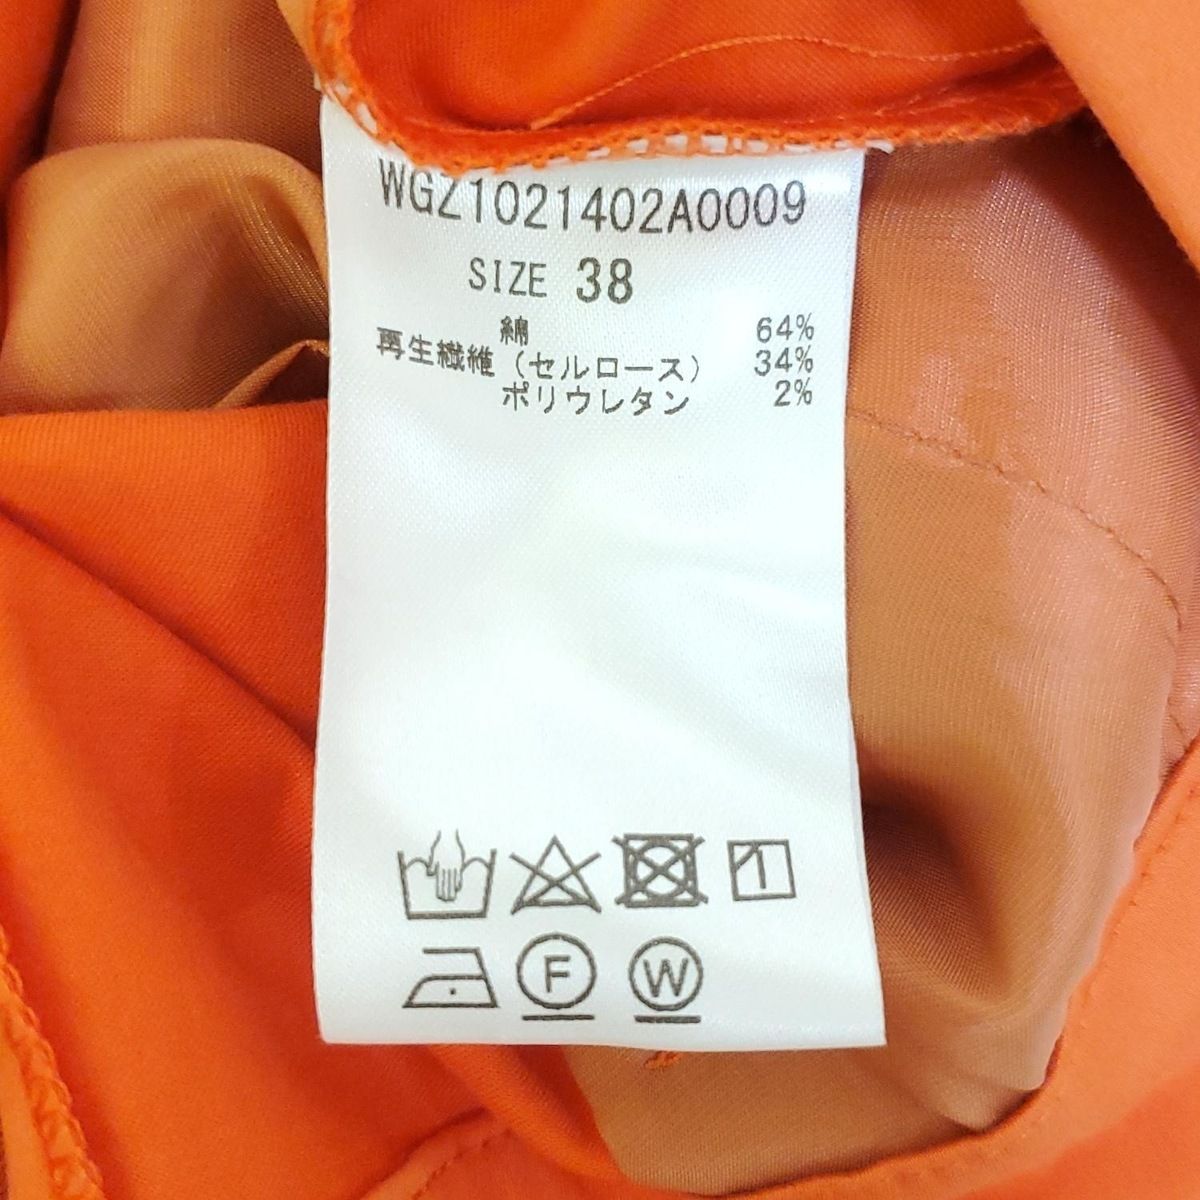 WGZ1021402A0009
SIZE 38
綿 64%
再生繊維（セルロース） 34%
ポリウレタン 2%
F W